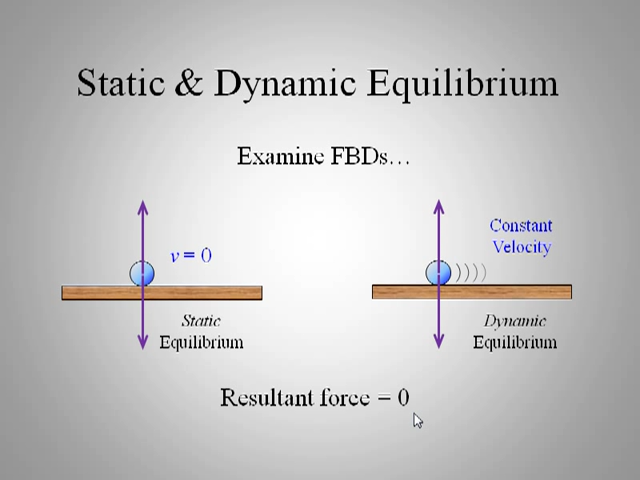 Static & Dynamic Equilibrium
Examine FBDs...
v = 0
Static
Equilibrium
Constant
Velocity
Dynamic
Equilibrium
Resultant force = 0